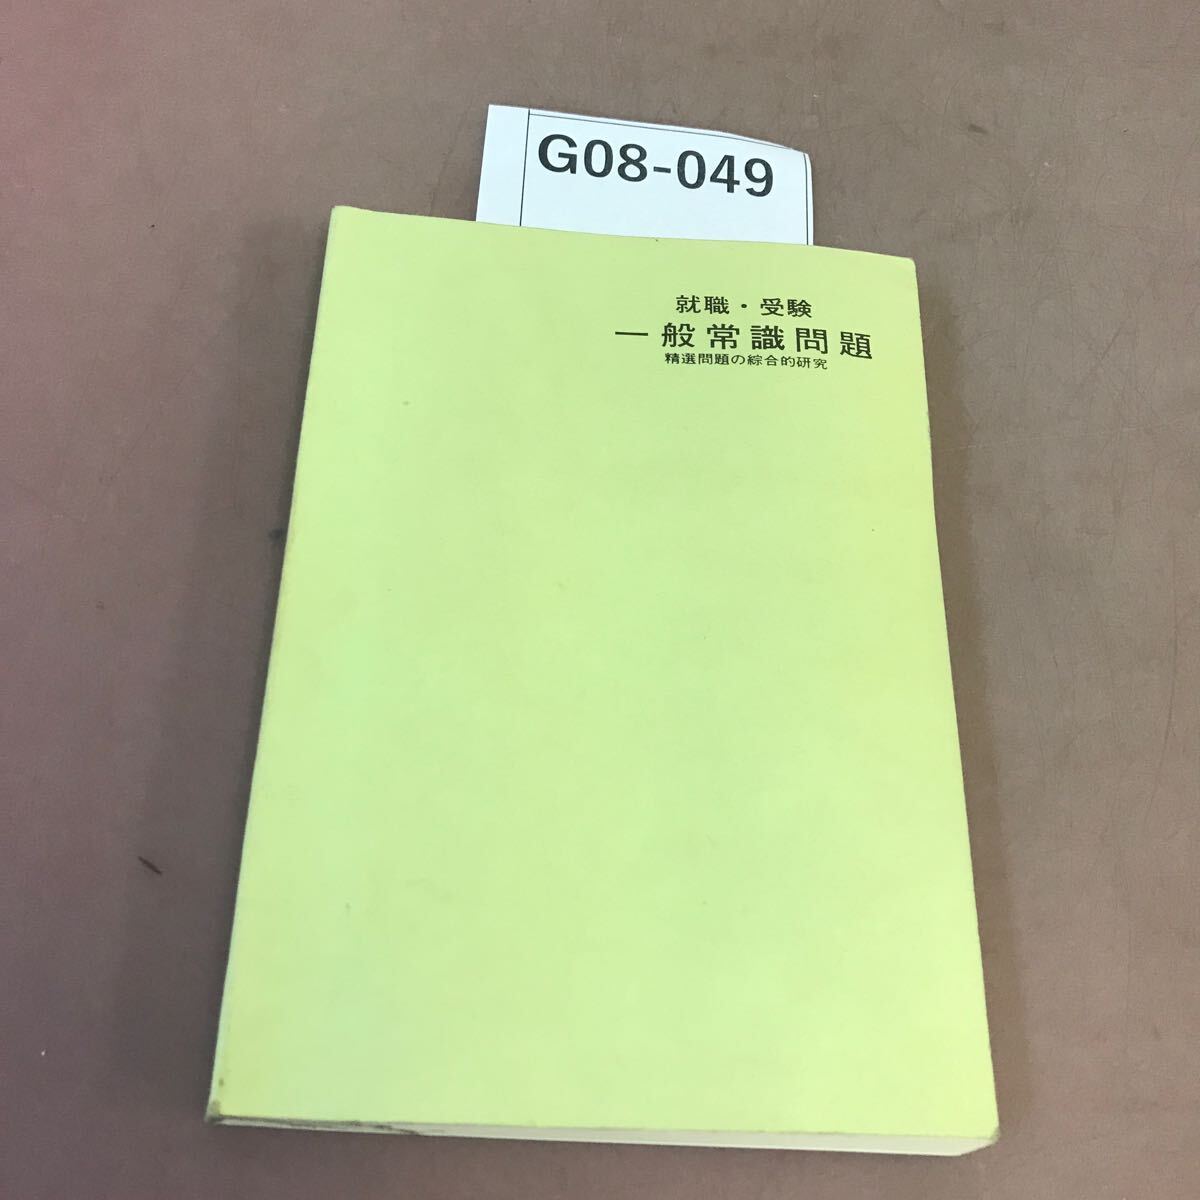 G08-049
就職・受験
一般常識問題
精選問題の綜合的研究